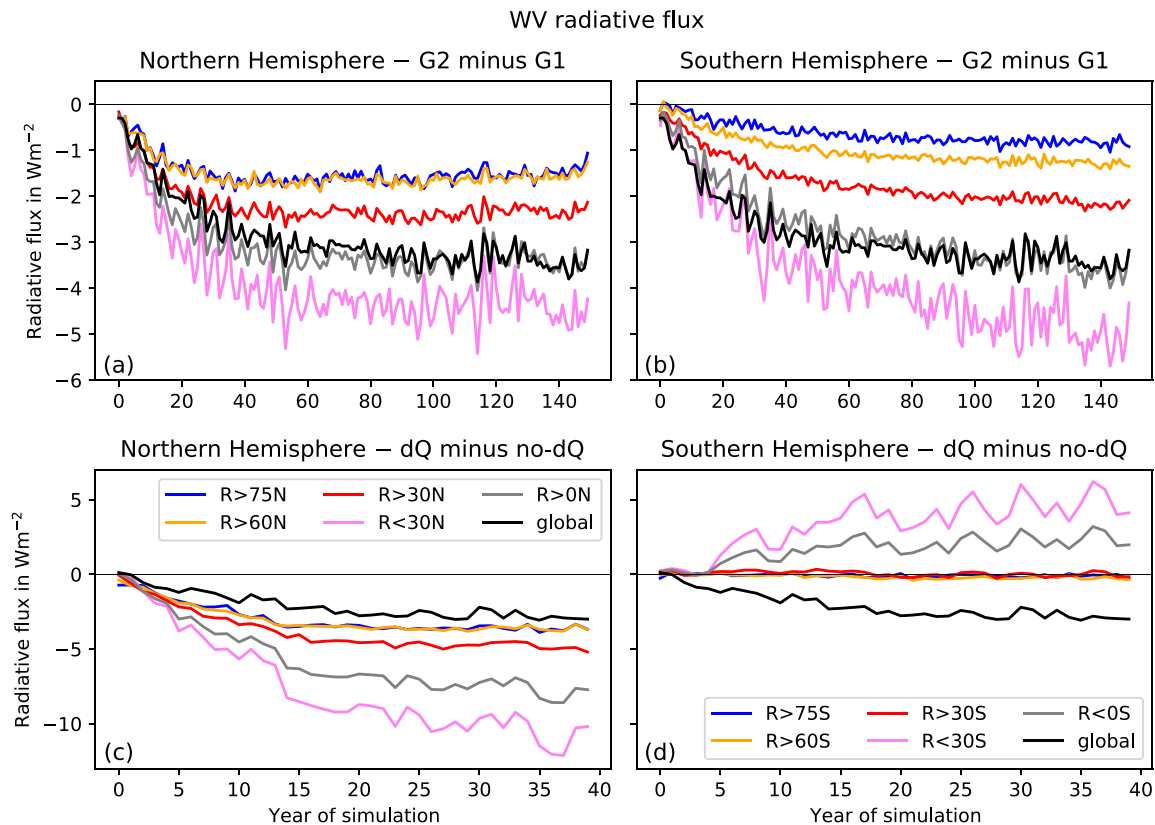 WV radiative flux
Northern Hemisphere − G2 minus G1
Southern Hemisphere − G2 minus G1
Radiative flux in Wm−2
0
−1
−2
−3
−4
−5
−6
(a)
(b)
0 20 40 60 80 100 120 140
0 20 40 60 80 100 120 140
Northern Hemisphere − dQ minus no-dQ
Southern Hemisphere − dQ minus no-dQ
Radiative flux in Wm−2
5
0
−5
−10
R>75N R>30N R>0N
R>60N R<30N global
(c)
R>75S R>30S R<0S
R>60S R<30S global
(d)
0 5 10 15 20 25 30 35 40
0 5 10 15 20 25 30 35 40
Year of simulation
Year of simulation